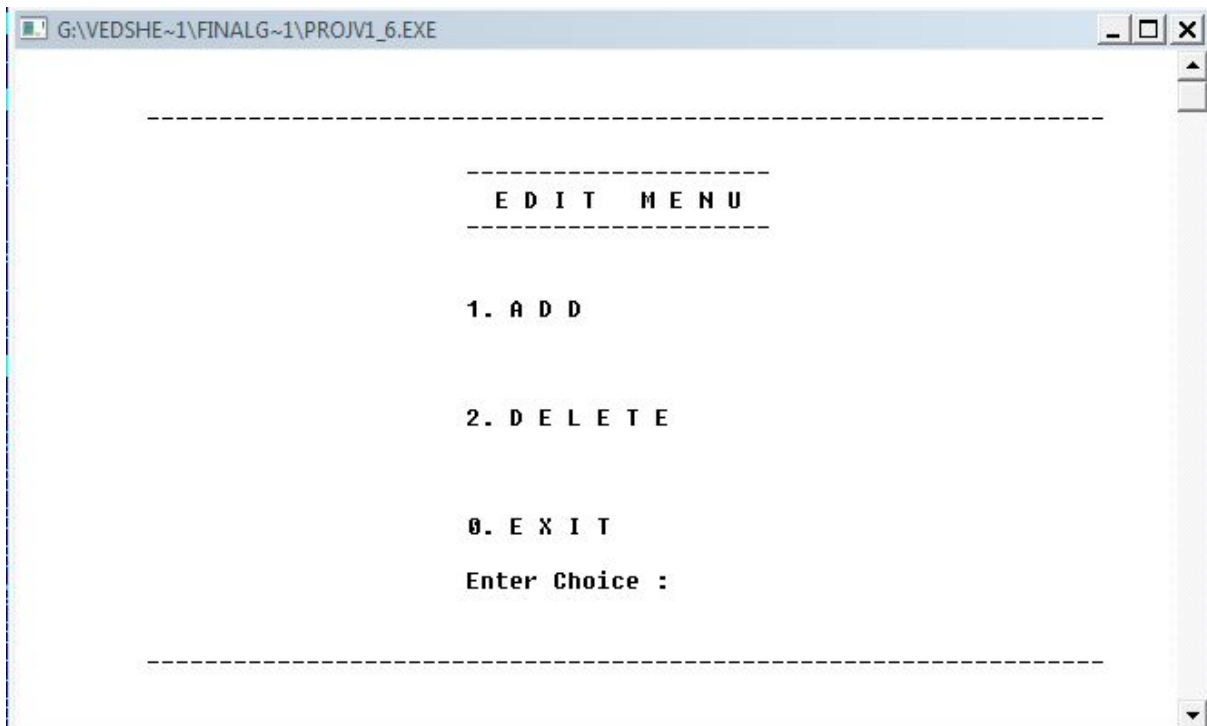 G:\VEDSHE~1\FINALG~1\PROJV1_6.EXE
------------------------------------------------------------------
---------------------
E D I T   M E N U
---------------------
1. A D D
2. D E L E T E
0. E X I T
Enter Choice :
------------------------------------------------------------------